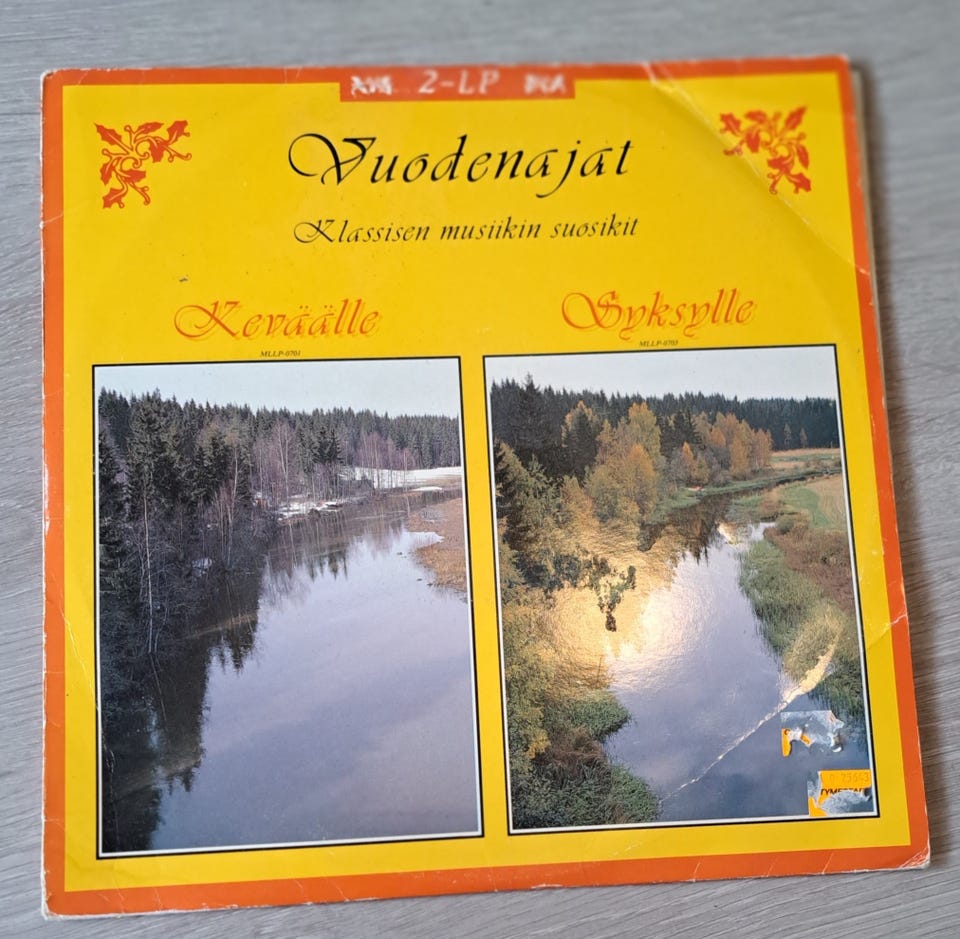 2-LP
Vuodenajat
Klassisen musiikin suosikit
Keväälle
Syksylle
MLLP-0701
MLLP-0703